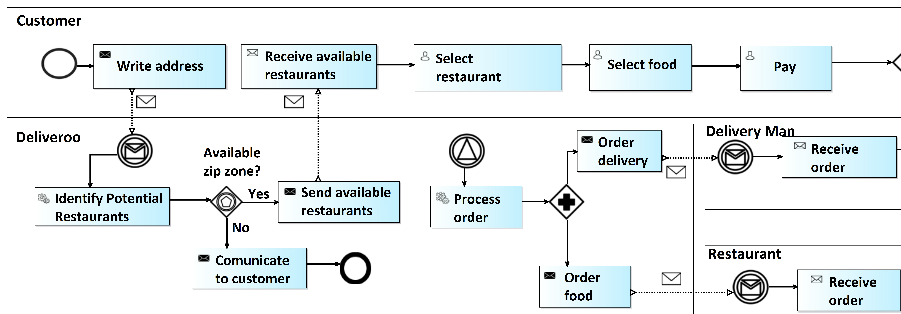 Customer
Write address
Receive available
restaurants
Select
restaurant
Select food
Pay
Deliveroo
Available
zip zone?
Identify Potential
Restaurants
Yes
Send available
restaurants
No
Comunicate
to customer
Process
order
Order
delivery
Order
food
Delivery Man
Receive
order
Restaurant
Receive
order